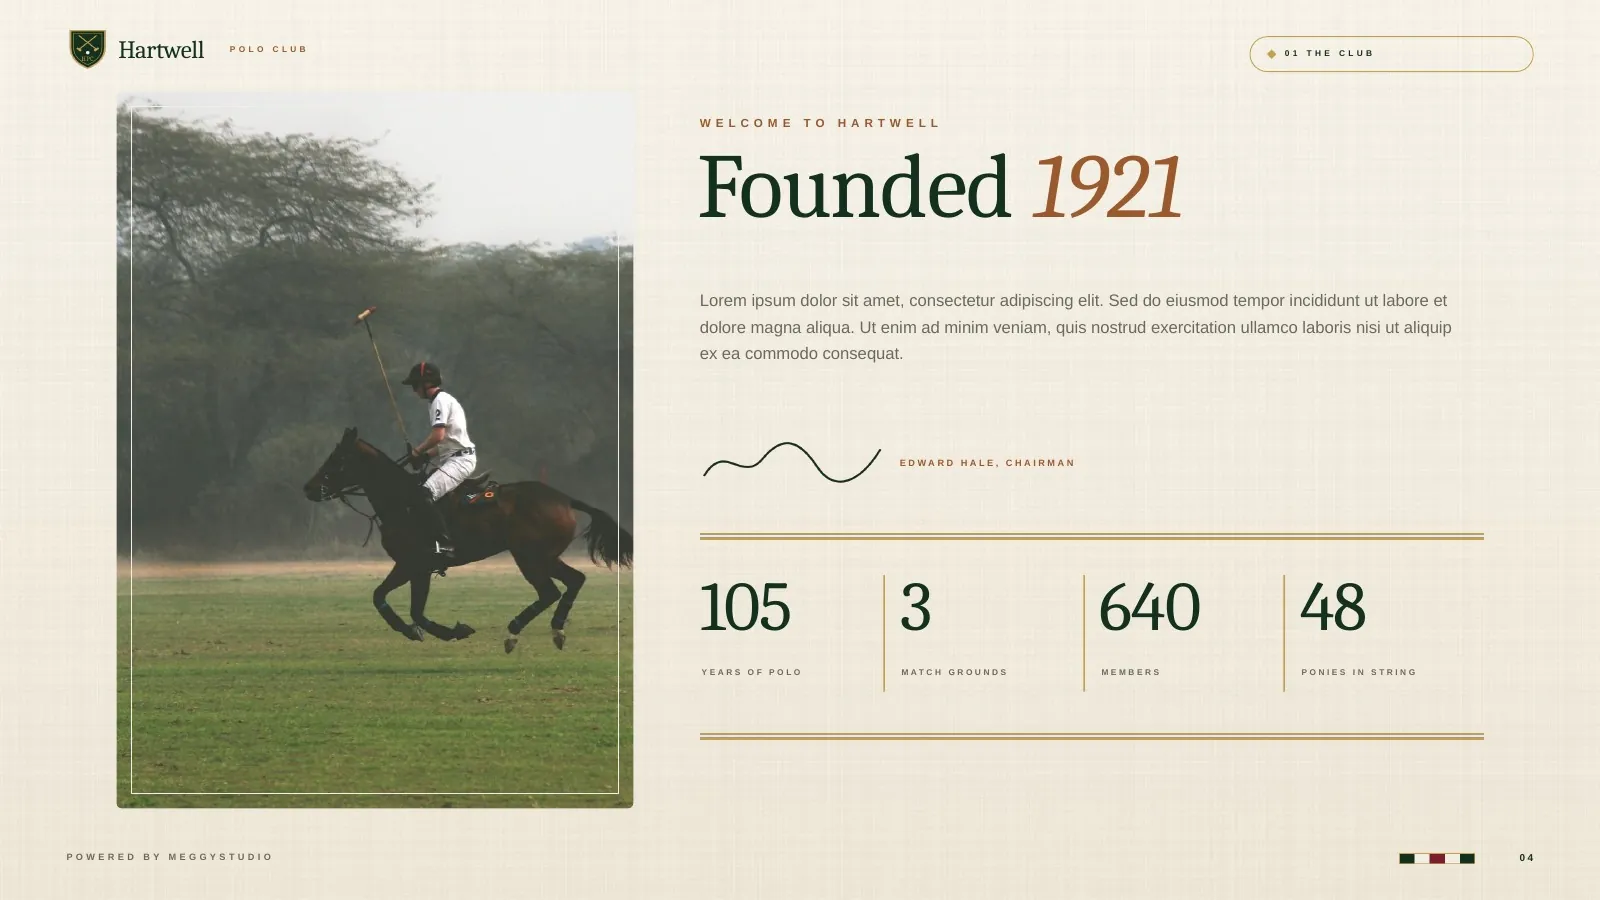 Hartwell
POLO CLUB
01 THE CLUB
WELCOME TO HARTWELL
Founded 1921
Lorem ipsum dolor sit amet, consectetur adipiscing elit. Sed do eiusmod tempor incididunt ut labore et
dolore magna aliqua. Ut enim ad minim veniam, quis nostrud exercitation ullamco laboris nisi ut aliquip
ex ea commodo consequat.
2
EDWARD HALE, CHAIRMAN
105
YEARS OF POLO
3
MATCH GROUNDS
640
MEMBERS
48
PONIES IN STRING
POWERED BY MEGGYSTUDIO
04